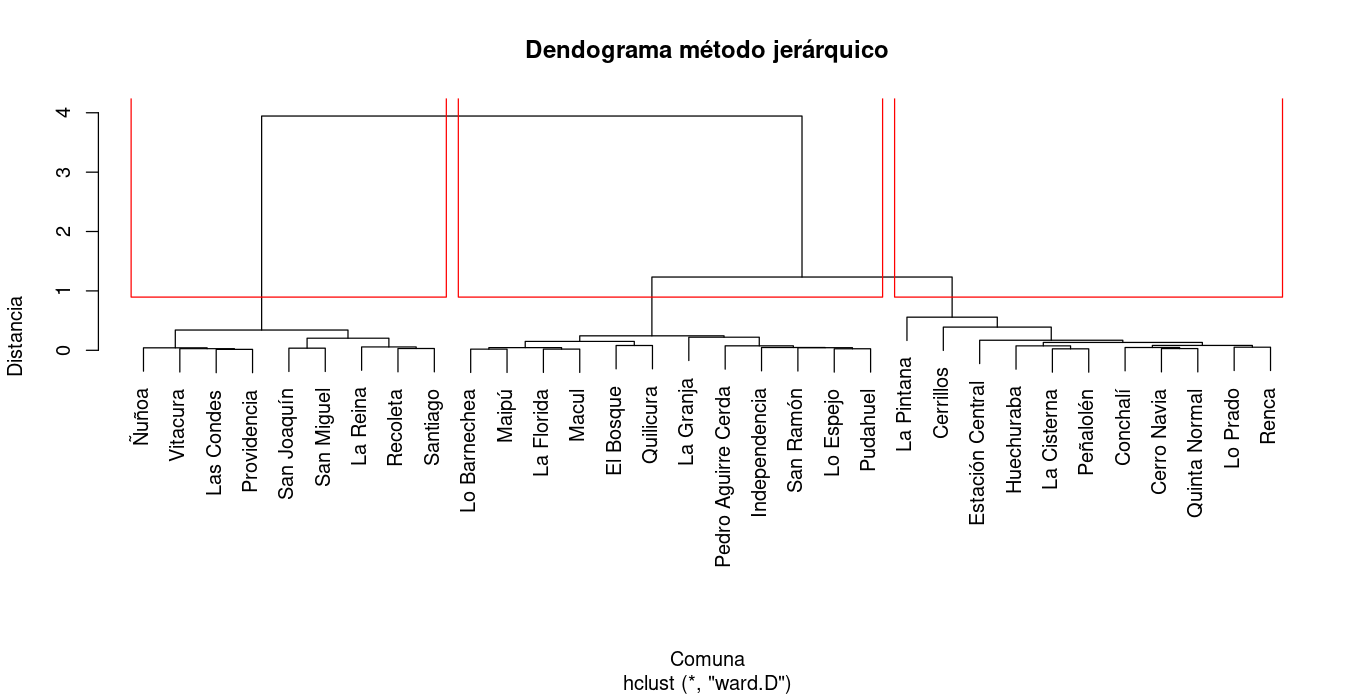 Dendograma método jerárquico
Distancia
4
3
2
1
0
Ñuñoa
Vitacura
Las Condes
Providencia
San Joaquín
San Miguel
La Reina
Recoleta
Santiago
Lo Barnechea
Maipú
La Florida
Macul
El Bosque
Quilicura
La Granja
Pedro Aguirre Cerda
Independencia
San Ramón
Lo Espejo
Pudahuel
La Pintana
Cerrillos
Estación Central
Huechuraba
La Cisterna
Peñalolén
Conchalí
Cerro Navia
Quinta Normal
Lo Prado
Renca
Comuna
hclust (*, "ward.D")